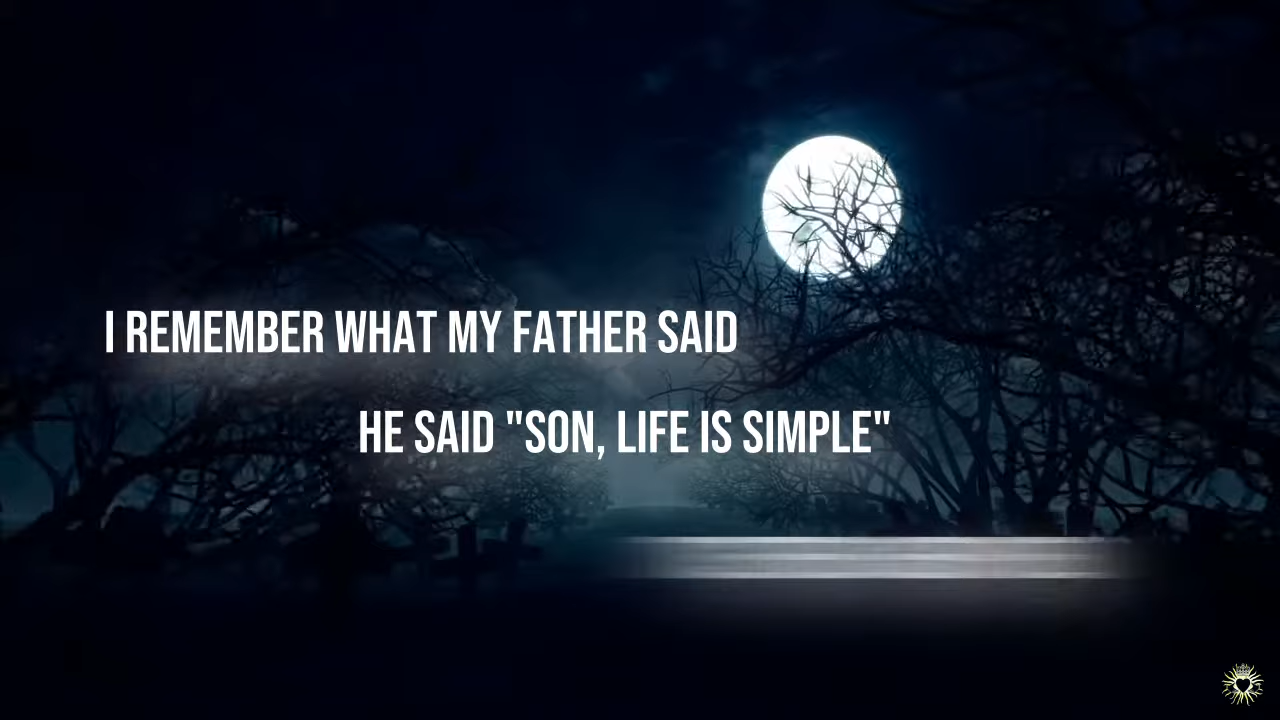 I REMEMBER WHAT MY FATHER SAID
HE SAID "SON, LIFE IS SIMPLE"